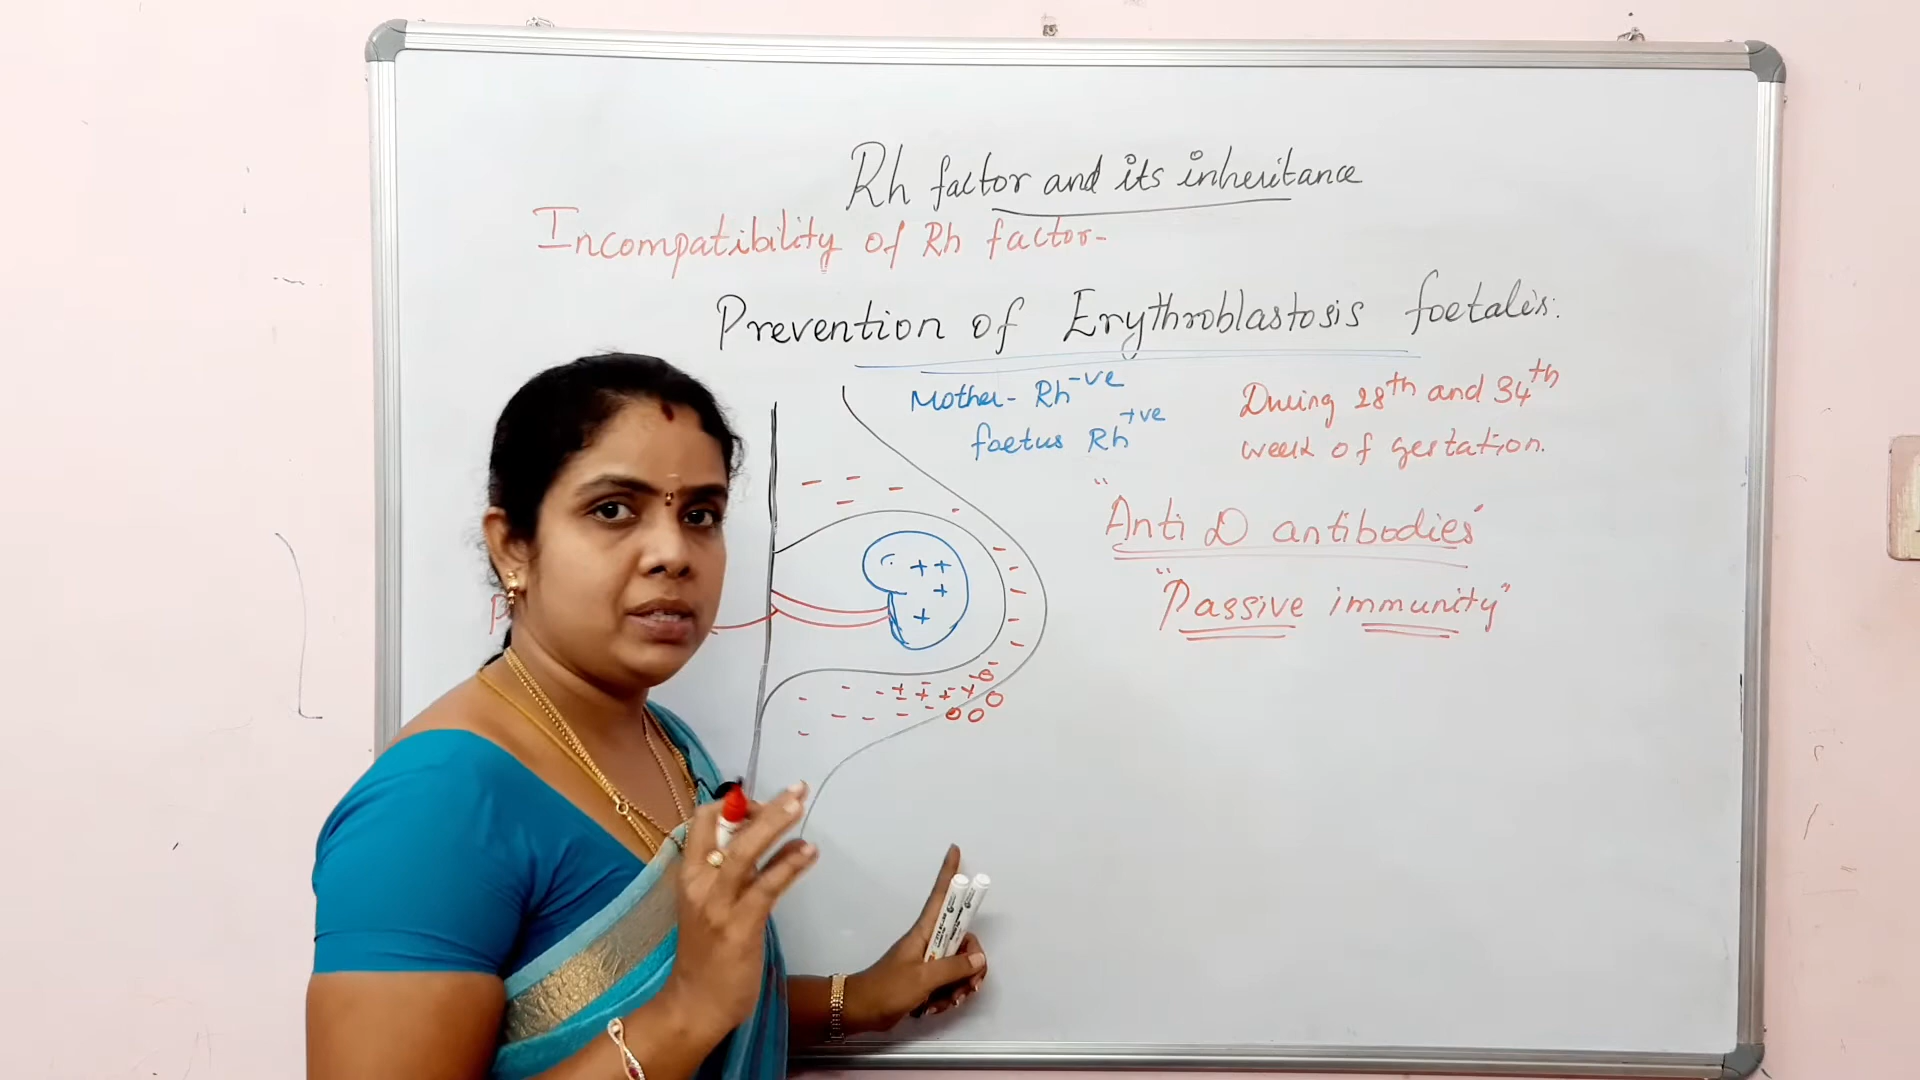 Rh factor and its inheritance
Incompatibility of Rh factor-
Prevention of Erythroblastosis foetalis:
Mother- Rh-ve
foetus Rh+ve
During 28th and 34th
week of gestation.
"Anti D antibodies"
"Passive immunity"